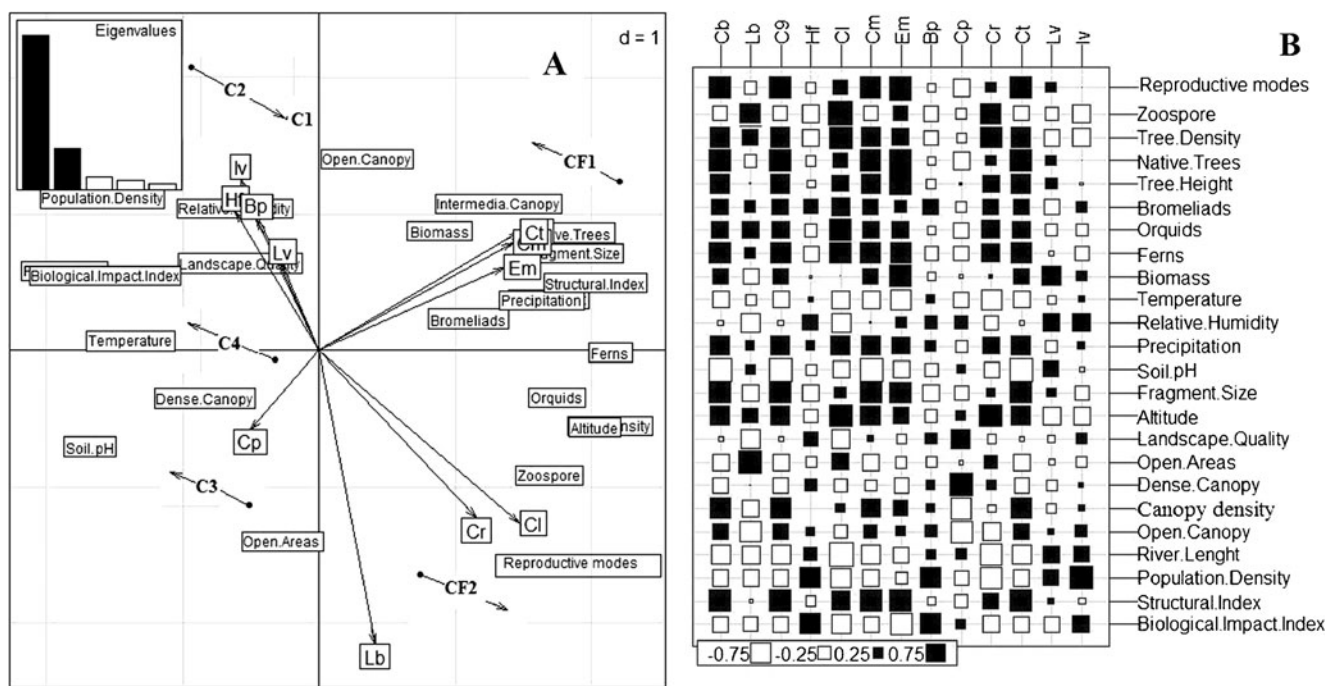 Eigenvalues
d = 1
A
C2
C1
Open.Canopy
CF1
Iv
Population.Density
Hf
Bp
Intermedia.Canopy
Biomass
Ct
Lv
Landscape.Quality
Biological.Impact.Index
Em
Structural.Index
Precipitation
Bromeliads
Temperature
C4
Ferns
Dense.Canopy
Orquids
Cp
Altitude
Soil.pH
Zoospore
C3
Cr
Cl
Open.Areas
Reproductive modes
CF2
Lb
B
Cb
Lb
C9
Hf
Cl
Cm
Em
Bp
Cp
Cr
Ct
Lv
Iv
Reproductive modes
Zoospore
Tree.Density
Native.Trees
Tree.Height
Bromeliads
Orquids
Ferns
Biomass
Temperature
Relative.Humidity
Precipitation
Soil.pH
Fragment.Size
Altitude
Landscape.Quality
Open.Areas
Dense.Canopy
Canopy density
Open.Canopy
River.Lenght
Population.Density
Structural.Index
Biological.Impact.Index
-0.75 -0.25 0.25 0.75